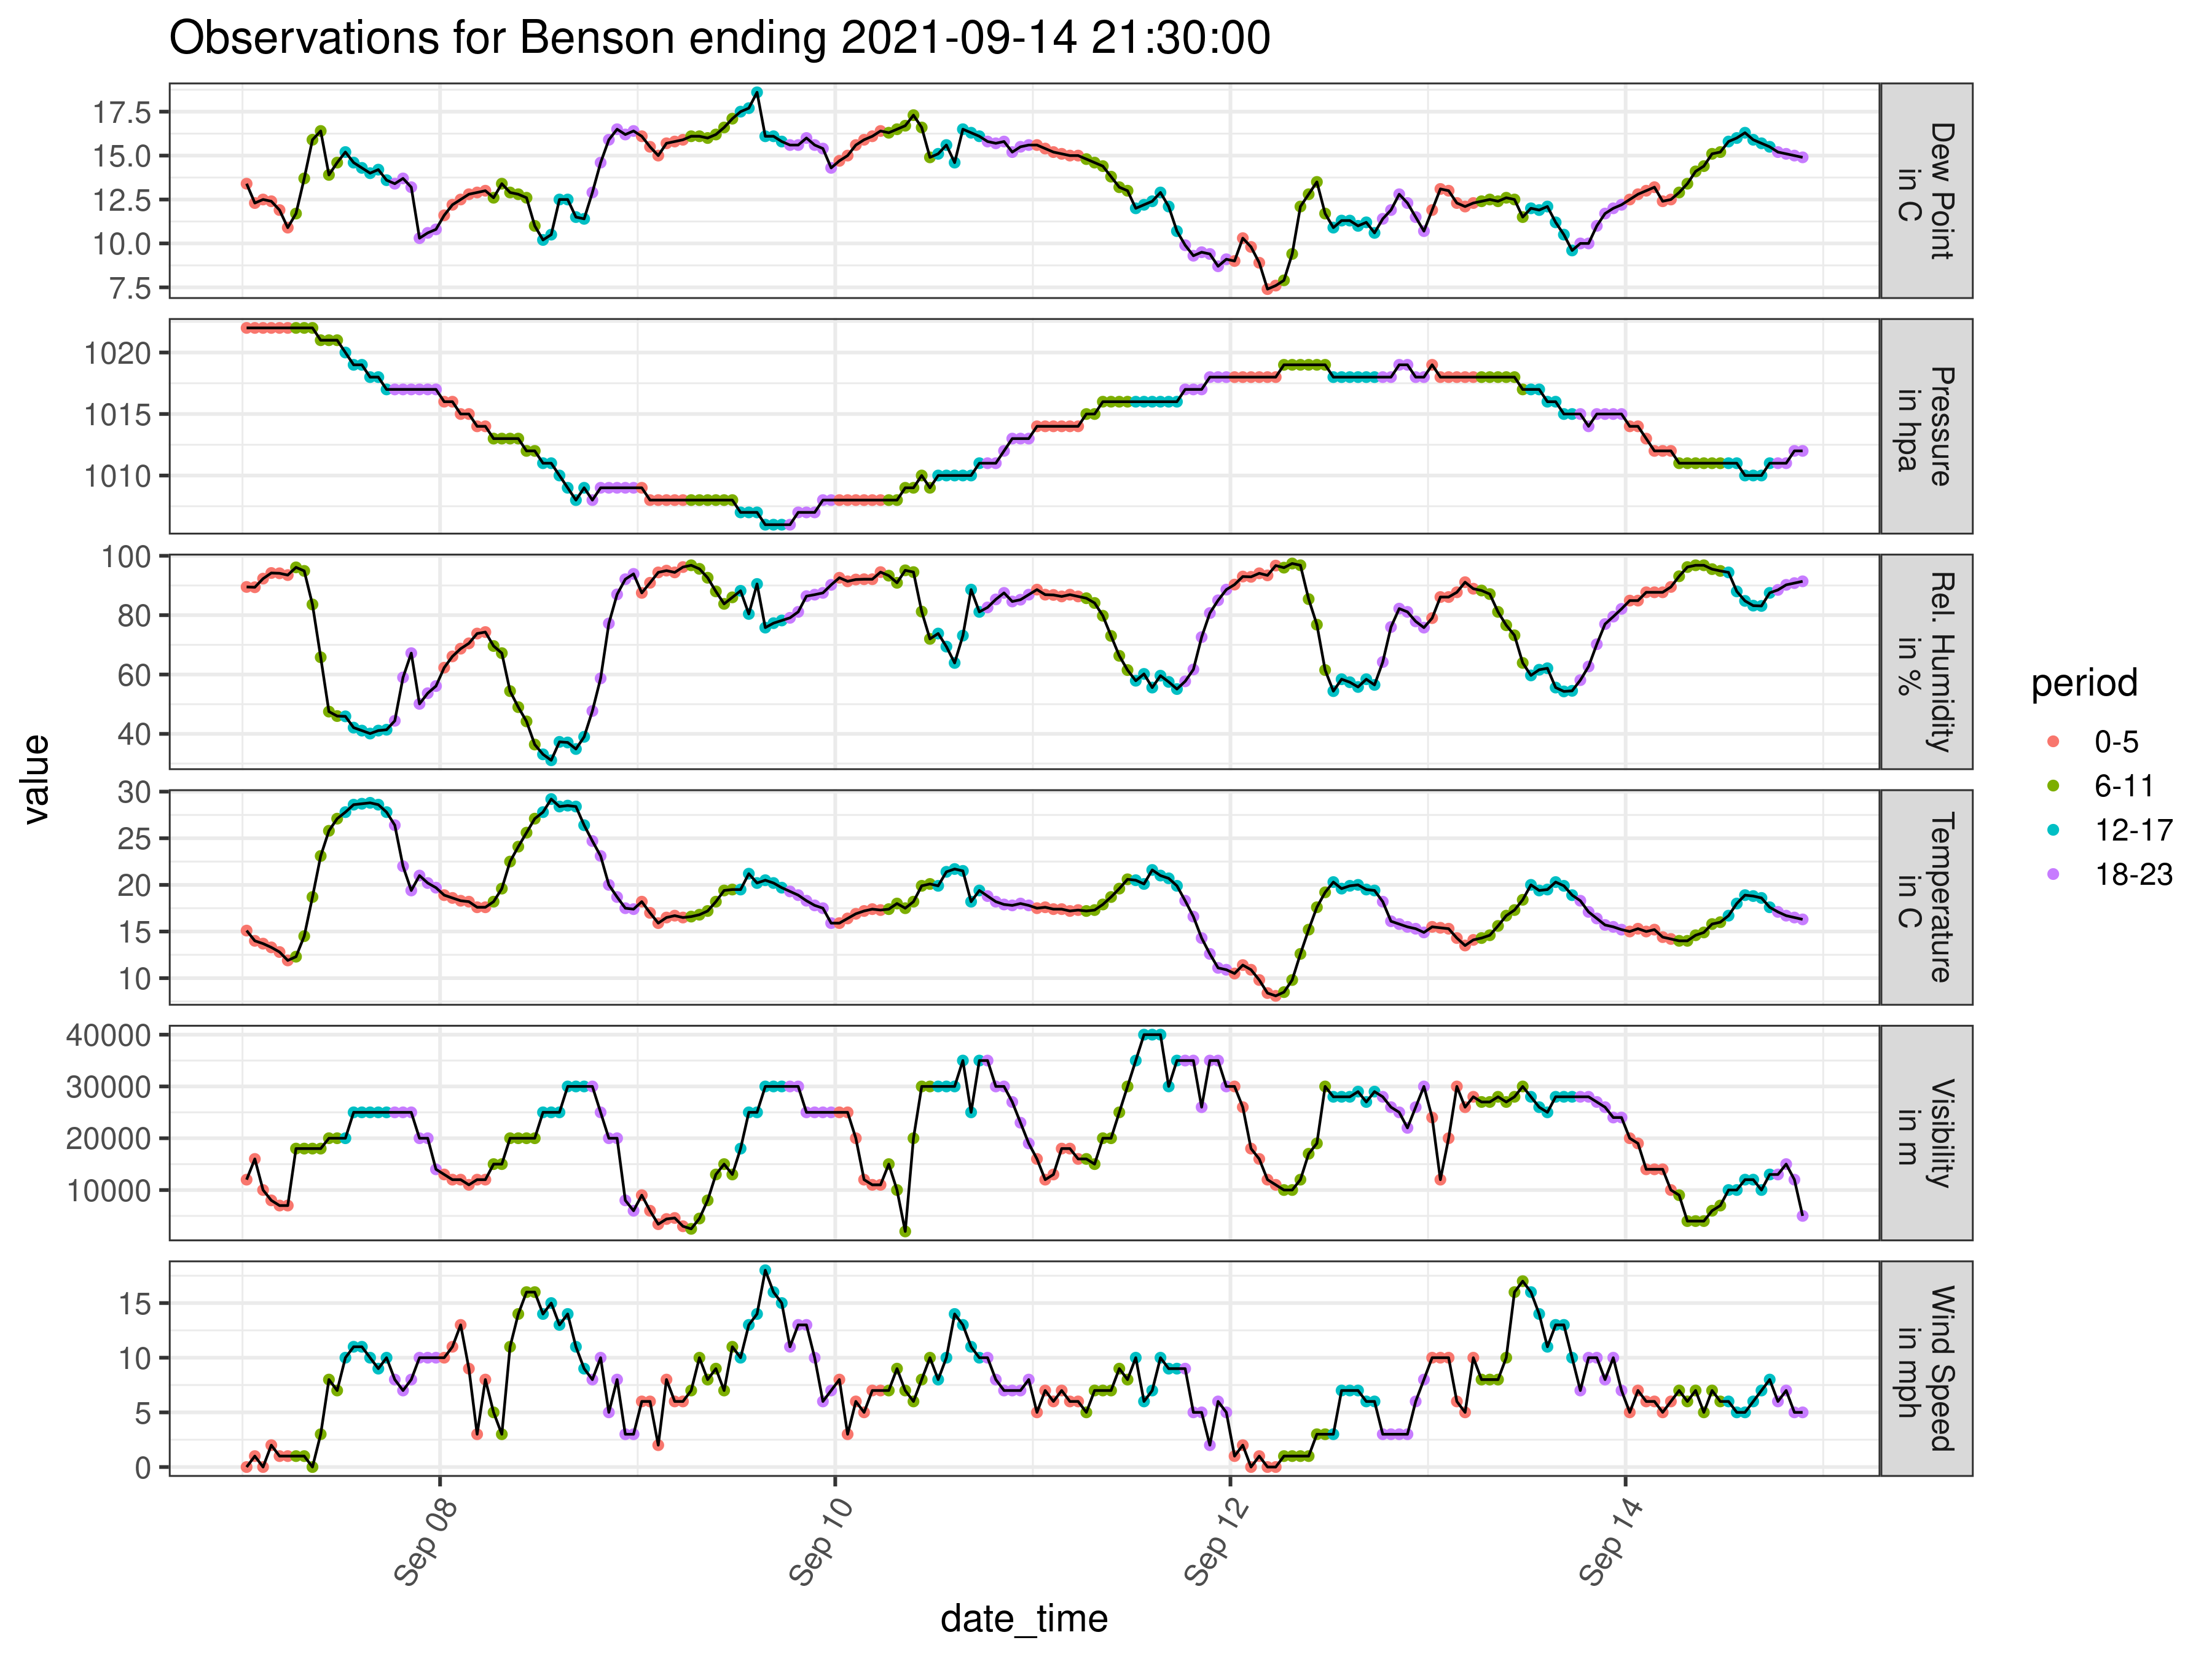 Observations for Benson ending 2021-09-14 21:30:00
17.5
15.0
12.5
10.0
7.5
Dew Point
in C
1020
1015
1010
Pressure
in hpa
100
80
60
40
Rel. Humidity
in %
30
25
20
15
10
Temperature
in C
40000
30000
20000
10000
Visibility
in m
15
10
5
0
Wind Speed
in mph
value
Sep 08
Sep 10
Sep 12
Sep 14
date_time
period
0-5
6-11
12-17
18-23